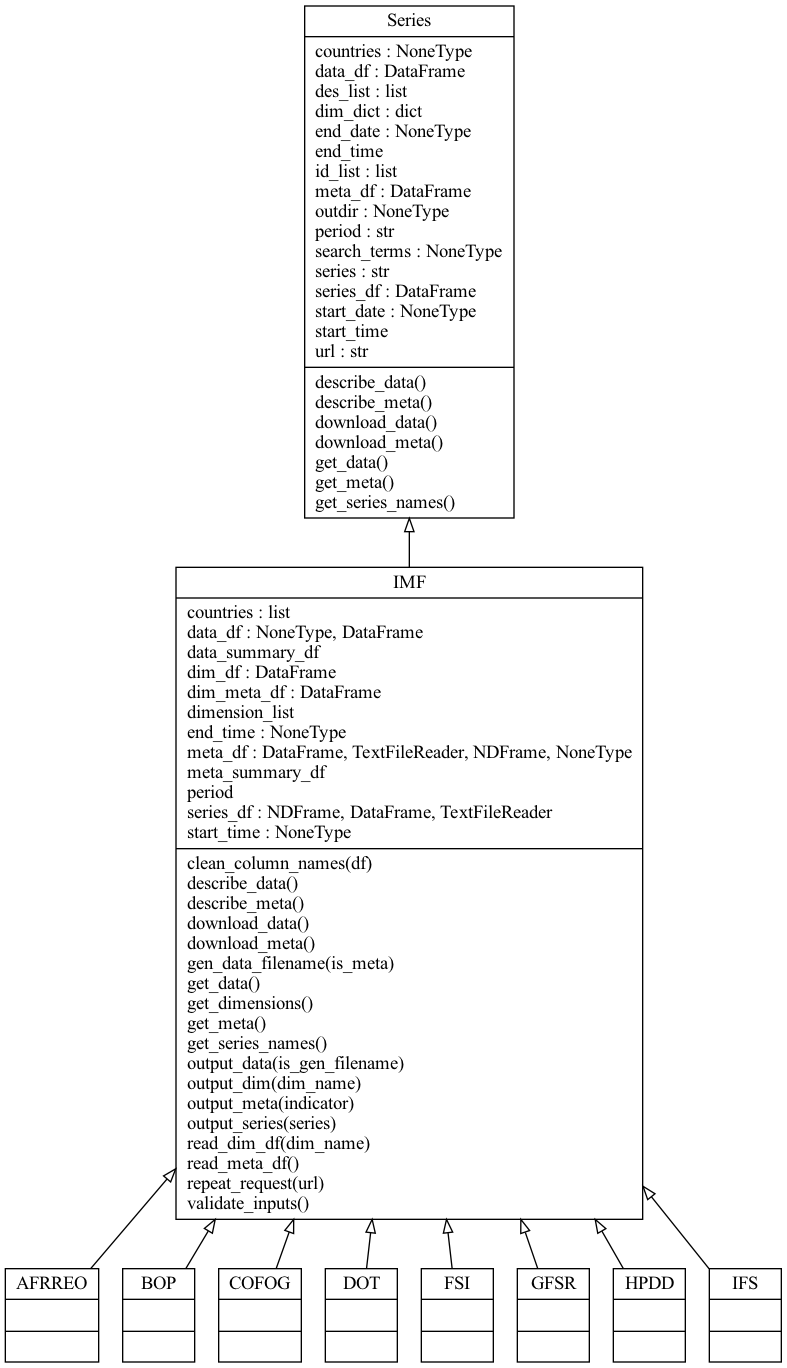 Series
countries : NoneType
data_df : DataFrame
des_list : list
dim_dict : dict
end_date : NoneType
end_time
id_list : list
meta_df : DataFrame
outdir : NoneType
period : str
search_terms : NoneType
series : str
series_df : DataFrame
start_date : NoneType
start_time
url : str
describe_data()
describe_meta()
download_data()
download_meta()
get_data()
get_meta()
get_series_names()
IMF
countries : list
data_df : NoneType, DataFrame
data_summary_df
dim_df : DataFrame
dim_meta_df : DataFrame
dimension_list
end_time : NoneType
meta_df : DataFrame, TextFileReader, NDFrame, NoneType
meta_summary_df
period
series_df : NDFrame, DataFrame, TextFileReader
start_time : NoneType
clean_column_names(df)
describe_data()
describe_meta()
download_data()
download_meta()
gen_data_filename(is_meta)
get_data()
get_dimensions()
get_meta()
get_series_names()
output_data(is_gen_filename)
output_dim(dim_name)
output_meta(indicator)
output_series(series)
read_dim_df(dim_name)
read_meta_df()
repeat_request(url)
validate_inputs()
AFRREO
BOP
COFOG
DOT
FSI
GFSR
HPDD
IFS